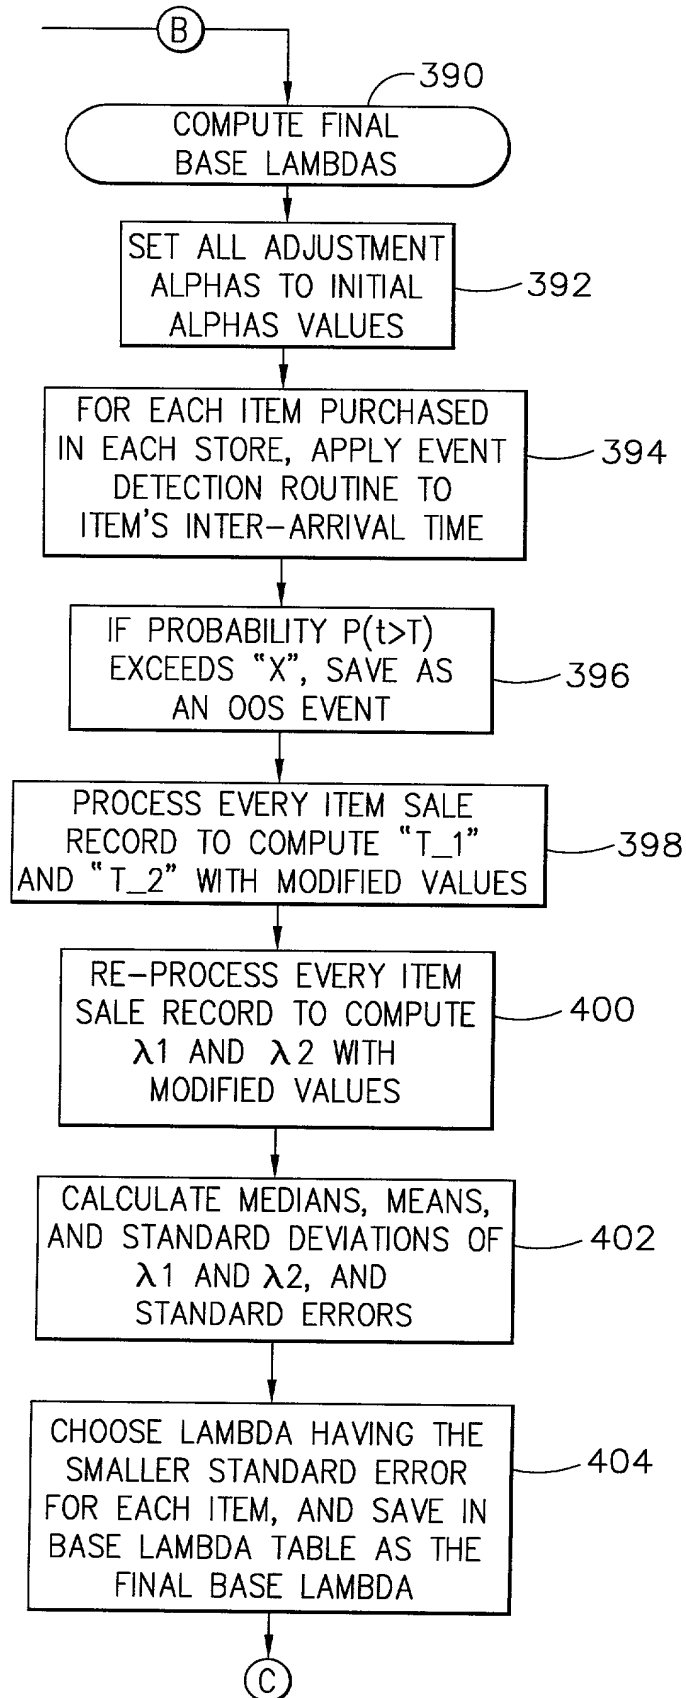 B
390
COMPUTE FINAL
BASE LAMBDAS
SET ALL ADJUSTMENT
ALPHAS TO INITIAL
ALPHAS VALUES
392
FOR EACH ITEM PURCHASED
IN EACH STORE, APPLY EVENT
DETECTION ROUTINE TO
ITEM'S INTER-ARRIVAL TIME
394
IF PROBABILITY P(t>T)
EXCEEDS "X", SAVE AS
AN OOS EVENT
396
PROCESS EVERY ITEM SALE
RECORD TO COMPUTE "T_1"
AND "T_2" WITH MODIFIED VALUES
398
RE-PROCESS EVERY ITEM
SALE RECORD TO COMPUTE
λ1 AND λ2 WITH
MODIFIED VALUES
400
CALCULATE MEDIANS, MEANS,
AND STANDARD DEVIATIONS OF
λ1 AND λ2, AND
STANDARD ERRORS
402
CHOOSE LAMBDA HAVING THE
SMALLER STANDARD ERROR
FOR EACH ITEM, AND SAVE IN
BASE LAMBDA TABLE AS THE
FINAL BASE LAMBDA
404
C